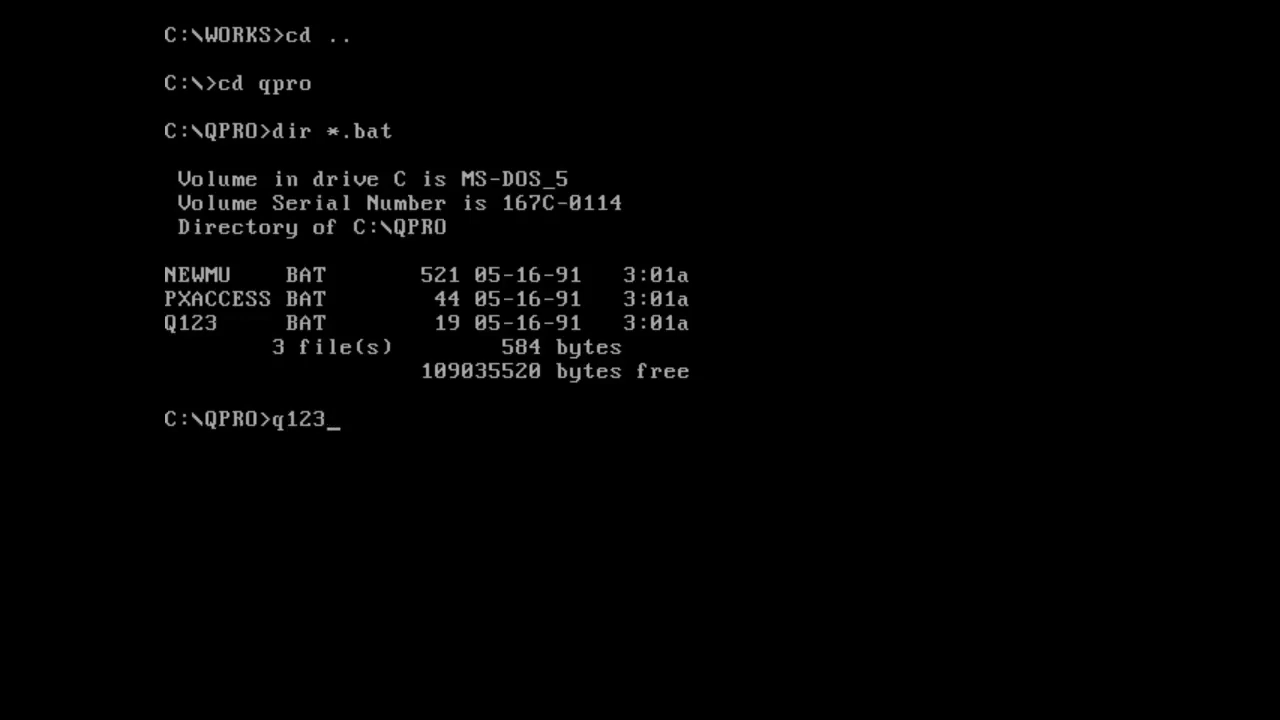 C:\WORKS>cd ..
C:\>cd qpro
C:\QPRO>dir *.bat
Volume in drive C is MS-DOS_5
Volume Serial Number is 167C-0114
Directory of C:\QPRO
NEWMU    BAT       521 05-16-91   3:01a
PXACCESS BAT        44 05-16-91   3:01a
Q123     BAT        19 05-16-91   3:01a
3 file(s)        584 bytes
109035520 bytes free
C:\QPRO>q123_